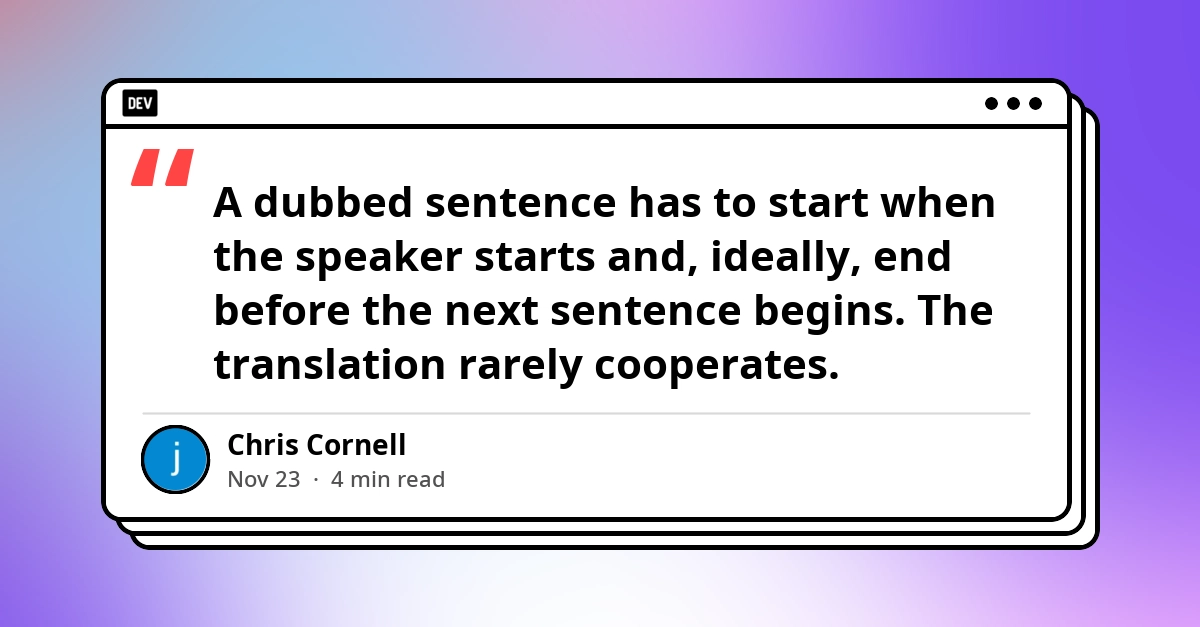 DEV
“
A dubbed sentence has to start when
the speaker starts and, ideally, end
before the next sentence begins. The
translation rarely cooperates.
j
Chris Cornell
Nov 23 · 4 min read